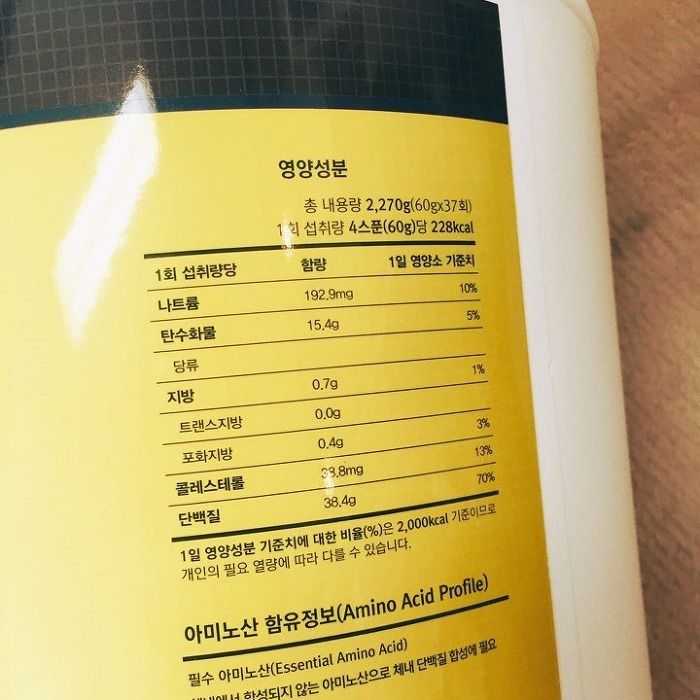 영양성분
총 내용량 2,270g(60gx37회)
1회 섭취량 4스푼(60g)당 228kcal
1회 섭취량당 함량 1일 영양소 기준치
나트륨 192.9mg 10%
탄수화물 15.4g 5%
당류
지방 0.7g 1%
트랜스지방 0.0g
포화지방 0.4g 3%
콜레스테롤 38.8mg 13%
단백질 38.4g 70%
1일 영양성분 기준치에 대한 비율(%)은 2,000kcal 기준이므로
개인의 필요 열량에 따라 다를 수 있습니다.
아미노산 함유정보(Amino Acid Profile)
필수 아미노산(Essential Amino Acid)
합성되지 않는 아미노산으로 체내 단백질 합성에 필요